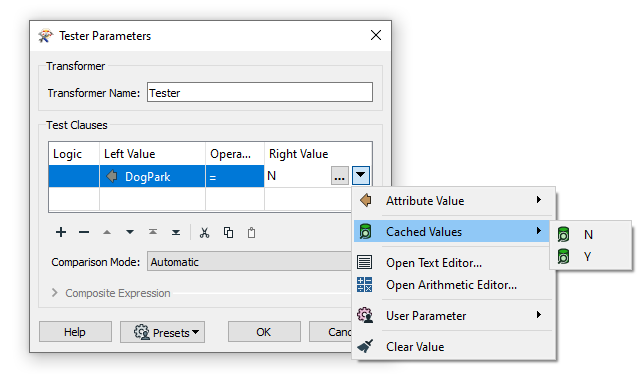 Tester Parameters
Transformer
Transformer Name: Tester
Test Clauses
Logic Left Value Opera... Right Value
DogPark = N ...
Attribute Value
Cached Values
N
Y
Comparison Mode: Automatic
Open Text Editor...
Open Arithmetic Editor...
Composite Expression
User Parameter
Help Presets OK Canc
Clear Value